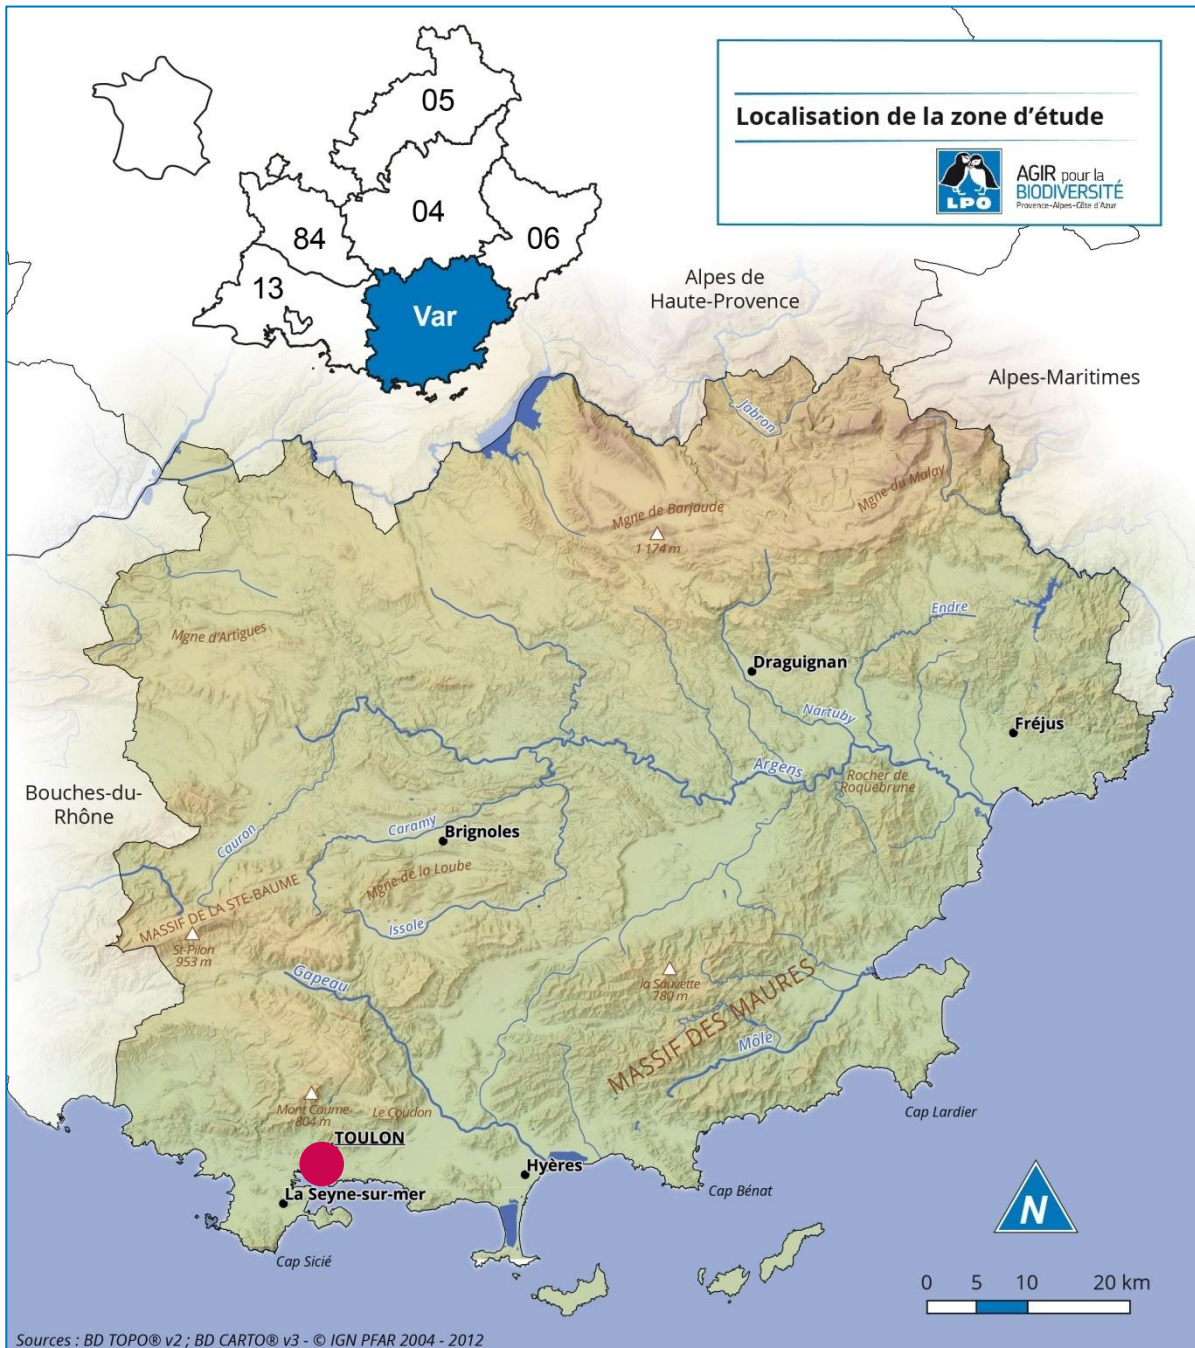 05
04
84
06
13
Var
Localisation de la zone d'étude
LPO
AGIR pour la
BIODIVERSITÉ
Provence-Alpes-Côte d'Azur
Alpes de
Haute-Provence
Alpes-Maritimes
Jabron
Mgne du Malay
Mgne de Barjaude
1 174 m
Endre
Mgne d'Artigues
Draguignan
Nartuby
Fréjus
Argens
Rocher de
Roquebrune
Bouches-du-
Rhône
Cauron
Caramy
Brignoles
Mgne de la Loube
MASSIF DE LA STE-BAUME
Issole
St-Pilon
953 m
Gapeau
la Sauvette
780 m
MASSIF DES MAURES
Môle
Mont Caume
804 m
Le Coudon
Cap Lardier
TOULON
Hyères
La Seyne-sur-mer
Cap Bénat
N
Cap Sicié
0 5 10 20 km
Sources : BD TOPO® v2 ; BD CARTO® v3 - © IGN PFAR 2004 - 2012